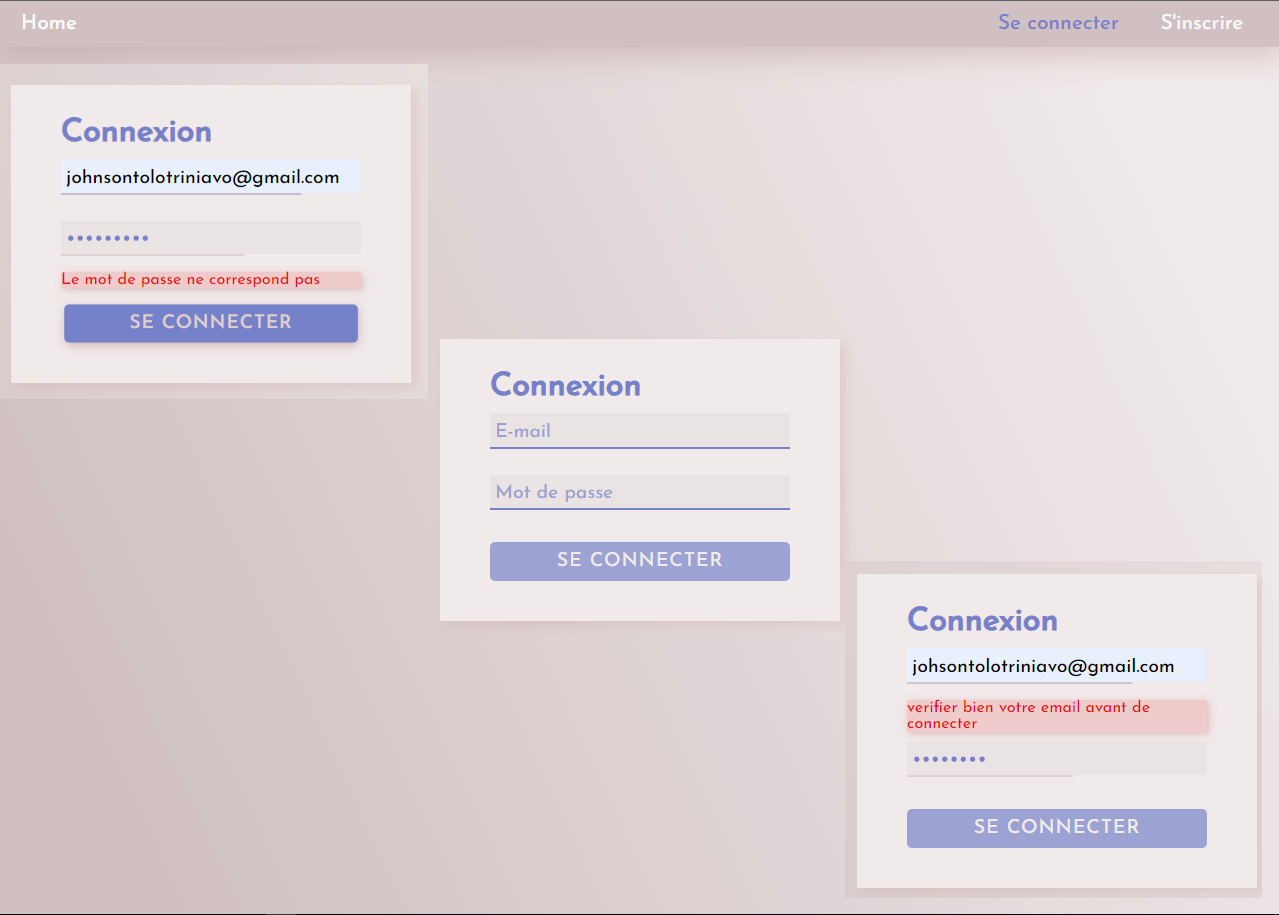 Home
Se connecter
S'inscrire
Connexion
johnsontolotriniavo@gmail.com
•••••••••
Le mot de passe ne correspond pas
SE CONNECTER
Connexion
E-mail
Mot de passe
SE CONNECTER
Connexion
johsontolotriniavo@gmail.com
verifier bien votre email avant de
connecter
••••••••
SE CONNECTER